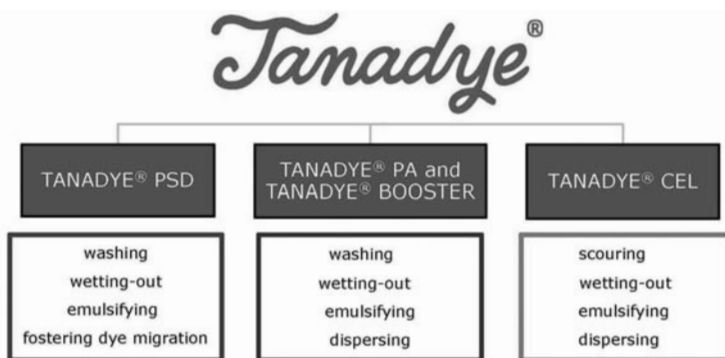 Tanadye®
TANADYE® PSD
TANADYE® PA and
TANADYE® BOOSTER
TANADYE® CEL
washing
wetting-out
emulsifying
fostering dye migration
washing
wetting-out
emulsifying
dispersing
scouring
wetting-out
emulsifying
dispersing